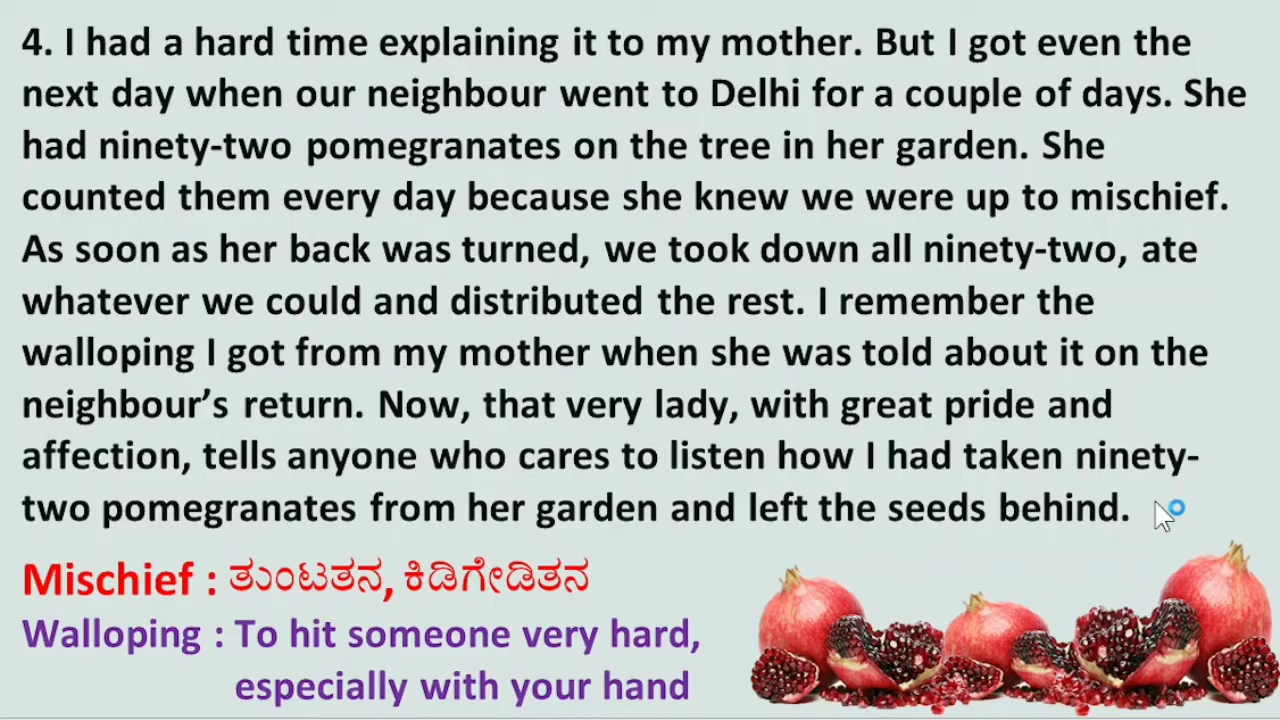 4. I had a hard time explaining it to my mother. But I got even the
next day when our neighbour went to Delhi for a couple of days. She
had ninety-two pomegranates on the tree in her garden. She
counted them every day because she knew we were up to mischief.
As soon as her back was turned, we took down all ninety-two, ate
whatever we could and distributed the rest. I remember the
walloping I got from my mother when she was told about it on the
neighbour’s return. Now, that very lady, with great pride and
affection, tells anyone who cares to listen how I had taken ninety-
two pomegranates from her garden and left the seeds behind.
Mischief : ತುಂಟತನ, ಕಿಡಿಗೇಡಿತನ
Walloping : To hit someone very hard,
especially with your hand